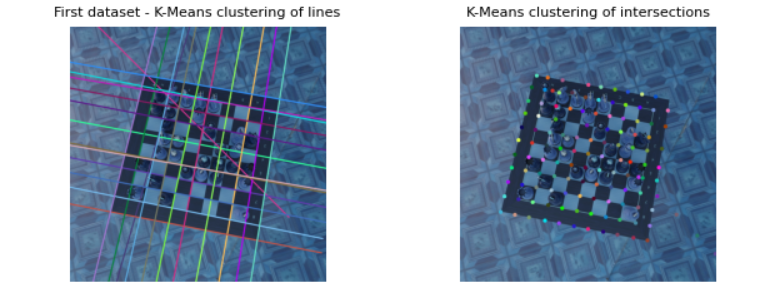 First dataset - K-Means clustering of lines
K-Means clustering of intersections